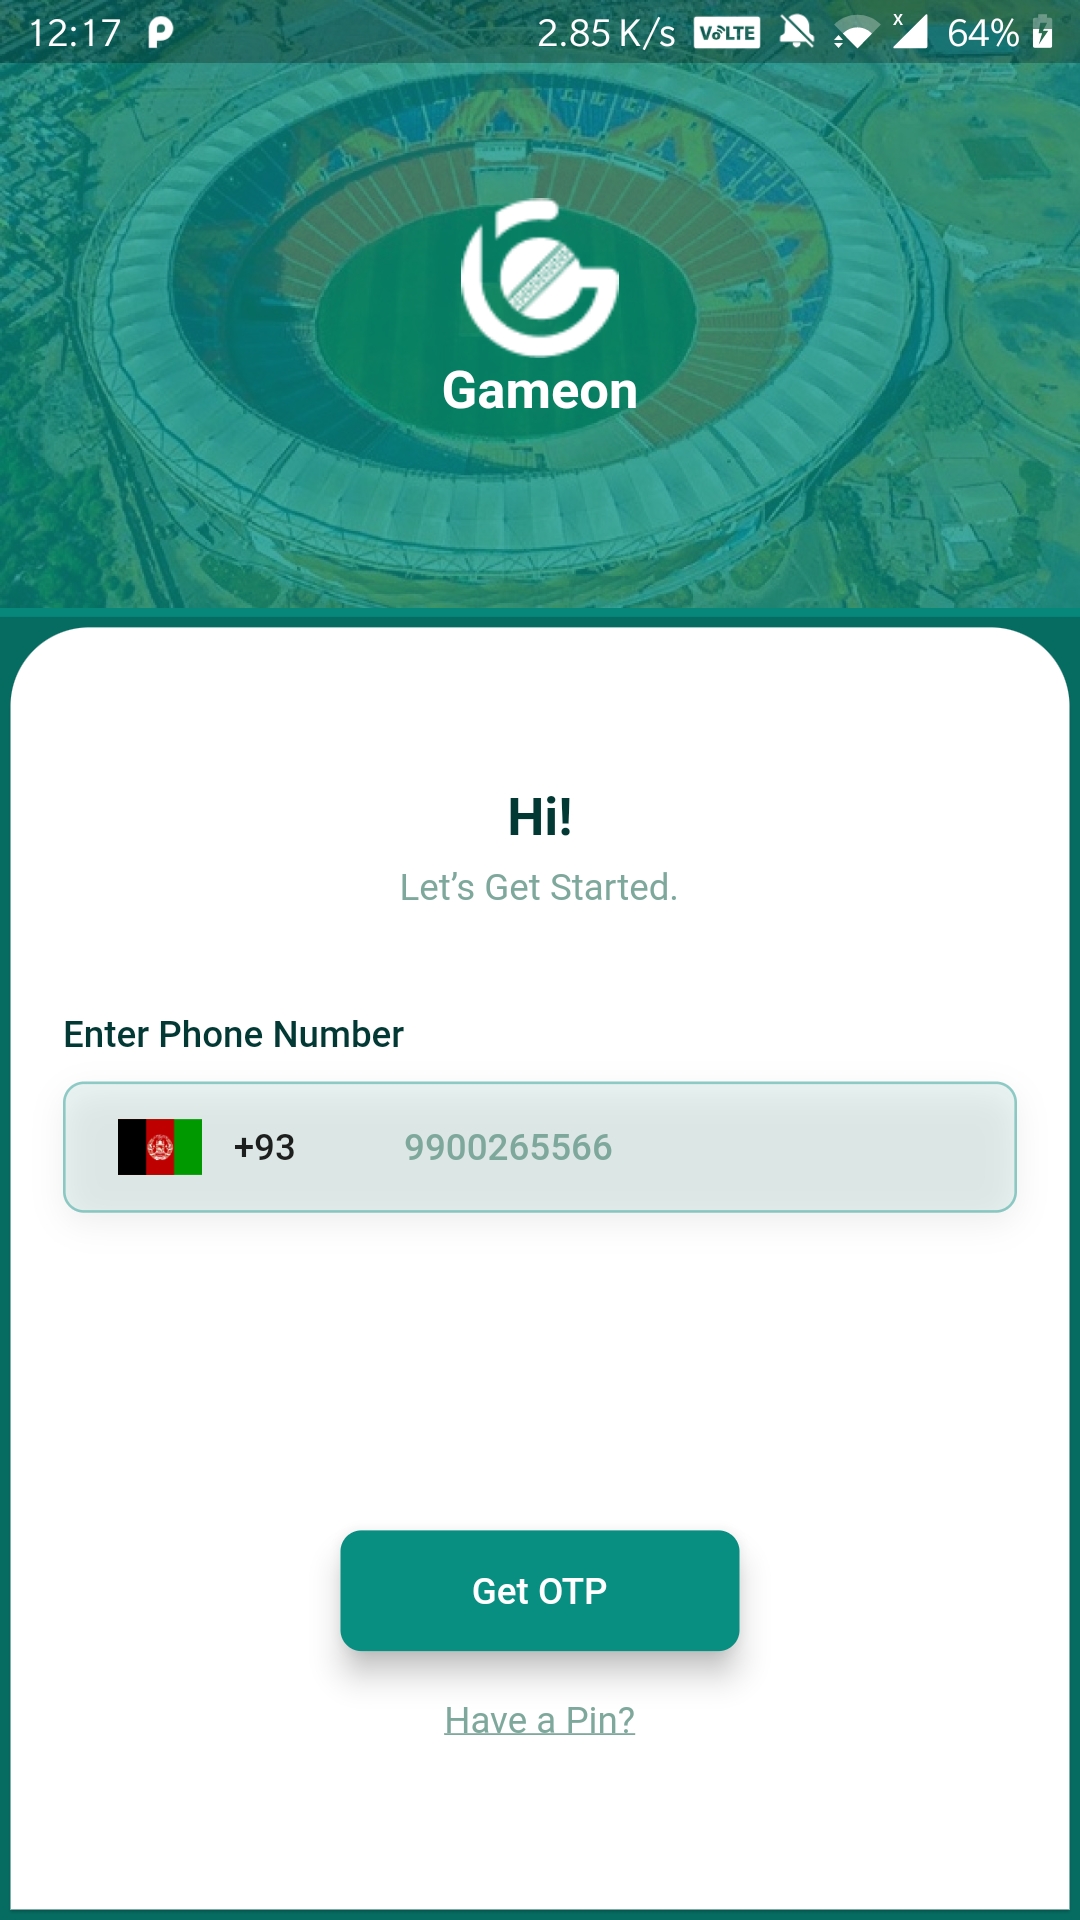 12:17 2.85 K/s VoLTE x 64%
Gameon
Hi!
Let’s Get Started.
Enter Phone Number
+93 9900265566
Get OTP
Have a Pin?